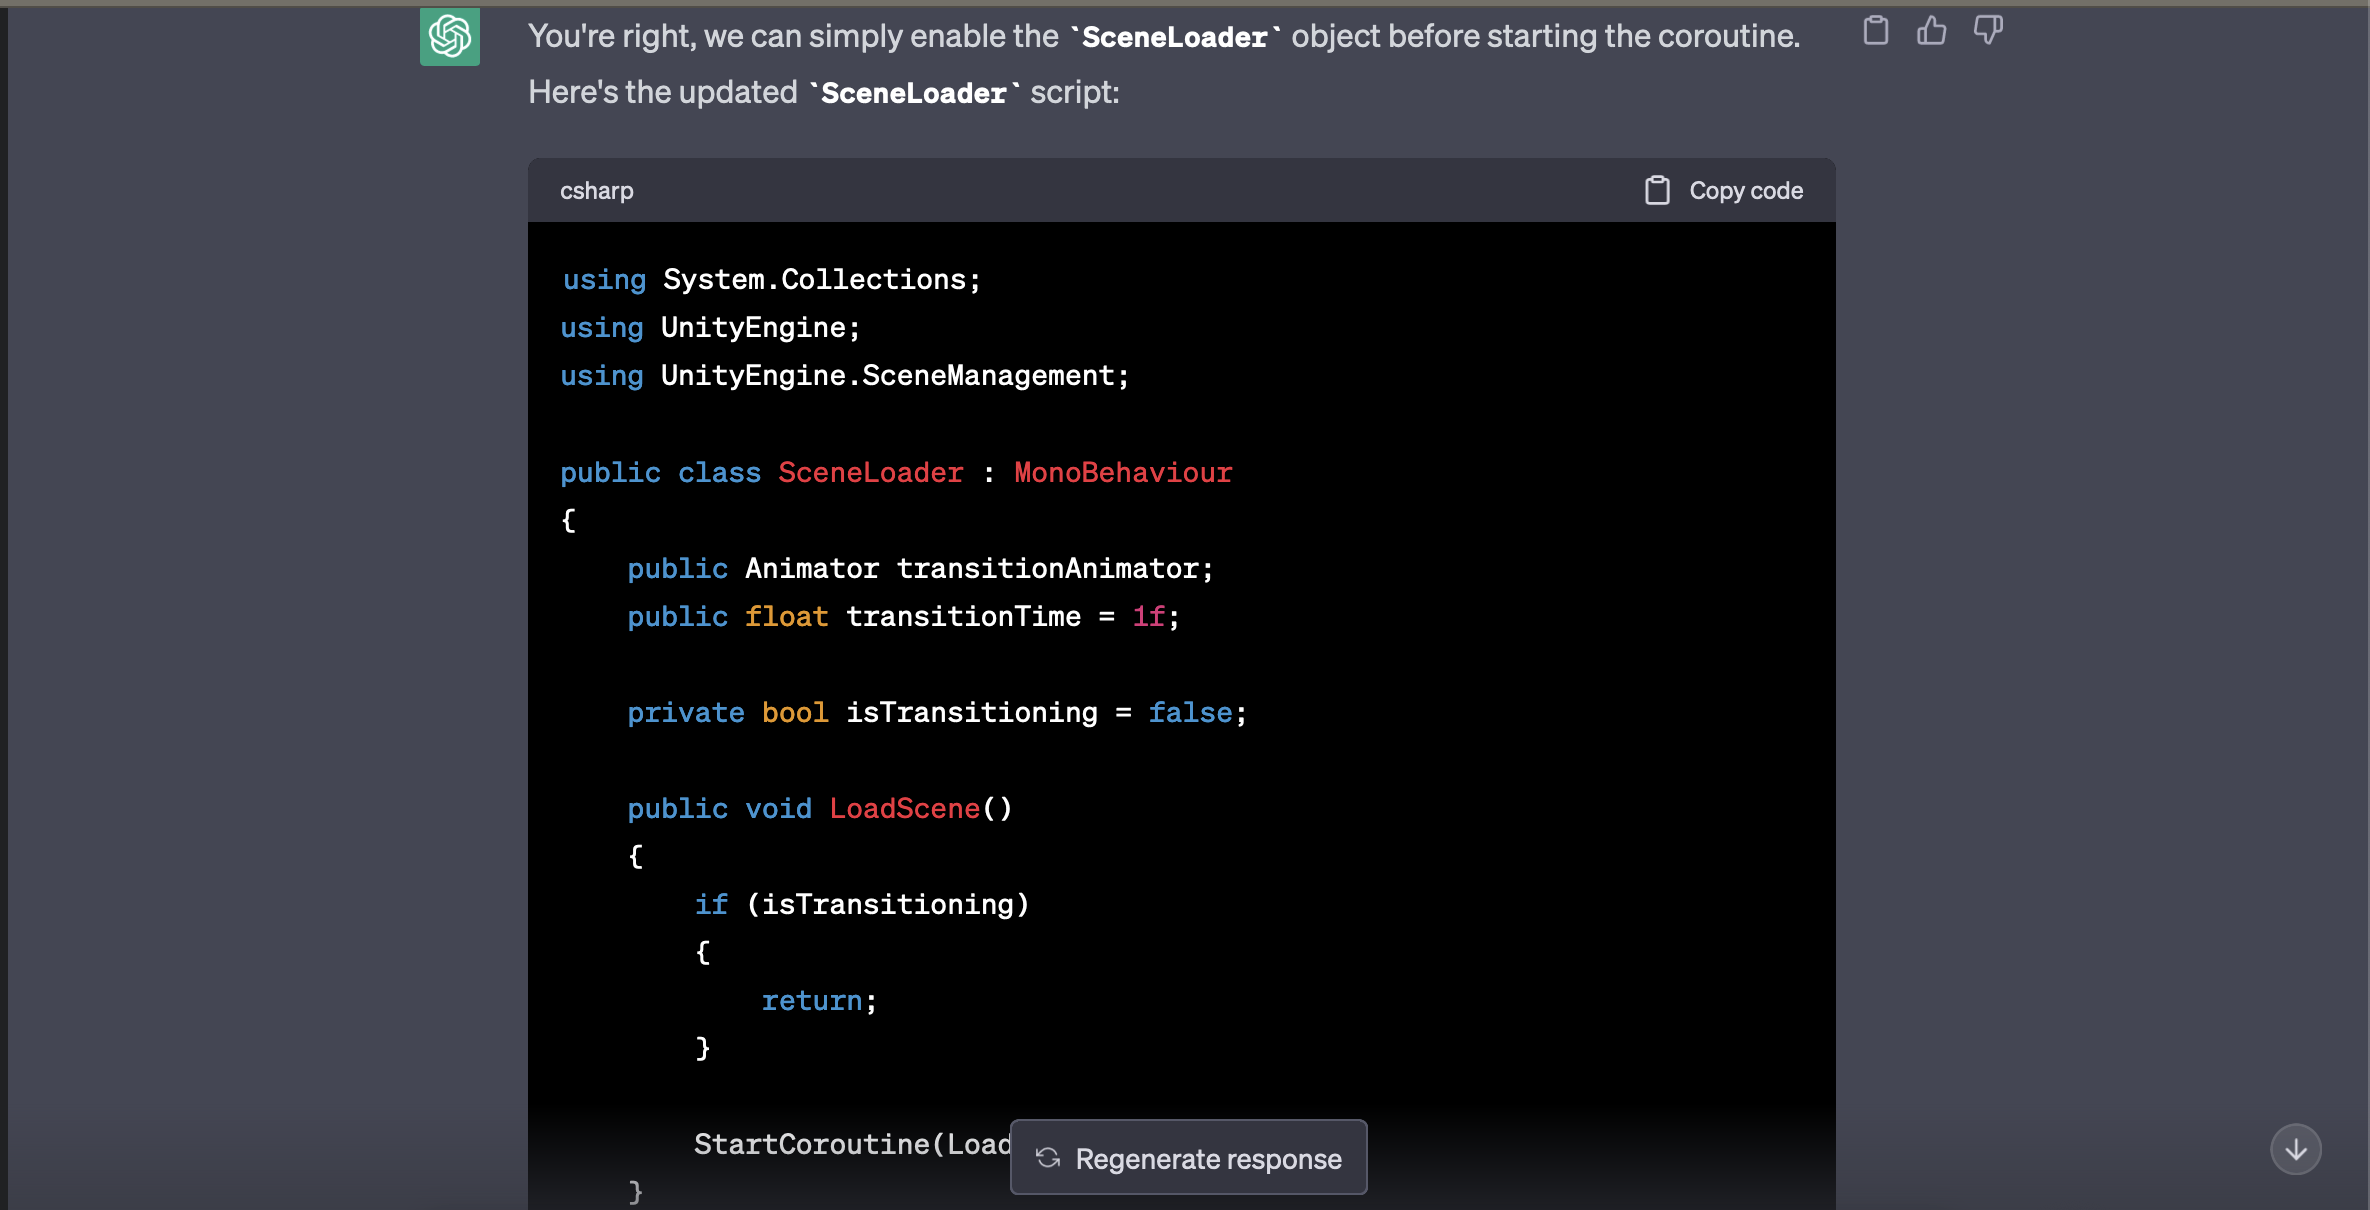 You're right, we can simply enable the `SceneLoader` object before starting the coroutine.
Here's the updated `SceneLoader` script:
csharp
Copy code
using System.Collections;
using UnityEngine;
using UnityEngine.SceneManagement;
public class SceneLoader : MonoBehaviour
{
public Animator transitionAnimator;
public float transitionTime = 1f;
private bool isTransitioning = false;
public void LoadScene()
{
if (isTransitioning)
{
return;
}
StartCoroutine(Load
Regenerate response
}